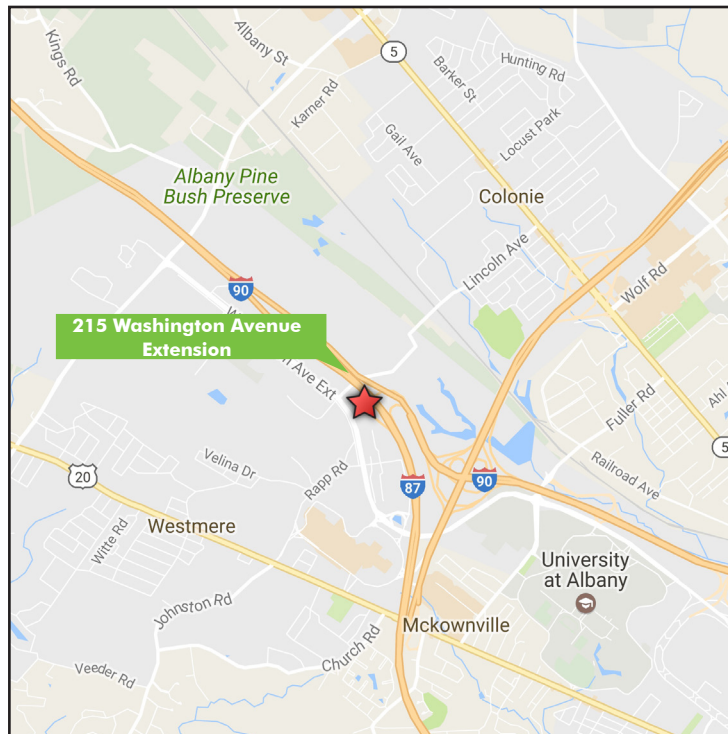 Kings Rd
Albany St
5
Hunting Rd
Barker St
Karner Rd
Locust Park
Gail Ave
Albany Pine
Bush Preserve
Colonie
Lincoln Ave
90
Wolf Rd
215 Washington Avenue
Extension
Ave Ext
Fuller Rd
5
Velina Dr
Rapp Rd
20
87
90
Railroad Ave
Westmere
Witte Rd
University
at Albany
Johnston Rd
Mckownville
Church Rd
Veeder Rd